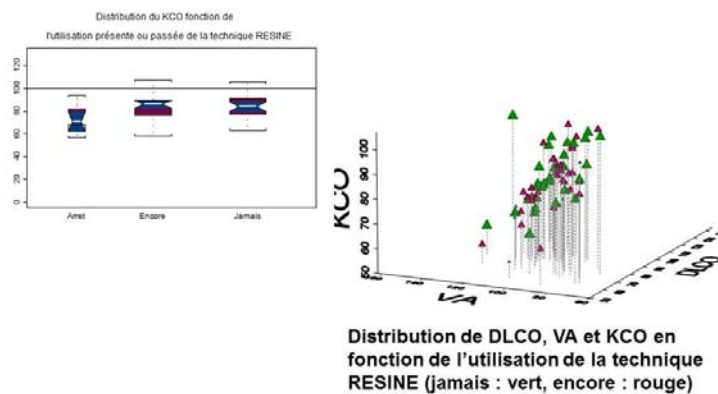 Distribution du KCO fonction de
l'utilisation présente ou passée de la technique RESINE
120
100
80
60
40
20
0
Arret
Encore
Jamais
KCO
100
90
80
70
60
50
VA
DLCO
Distribution de DLCO, VA et KCO en
fonction de l'utilisation de la technique
RESINE (jamais : vert, encore : rouge)